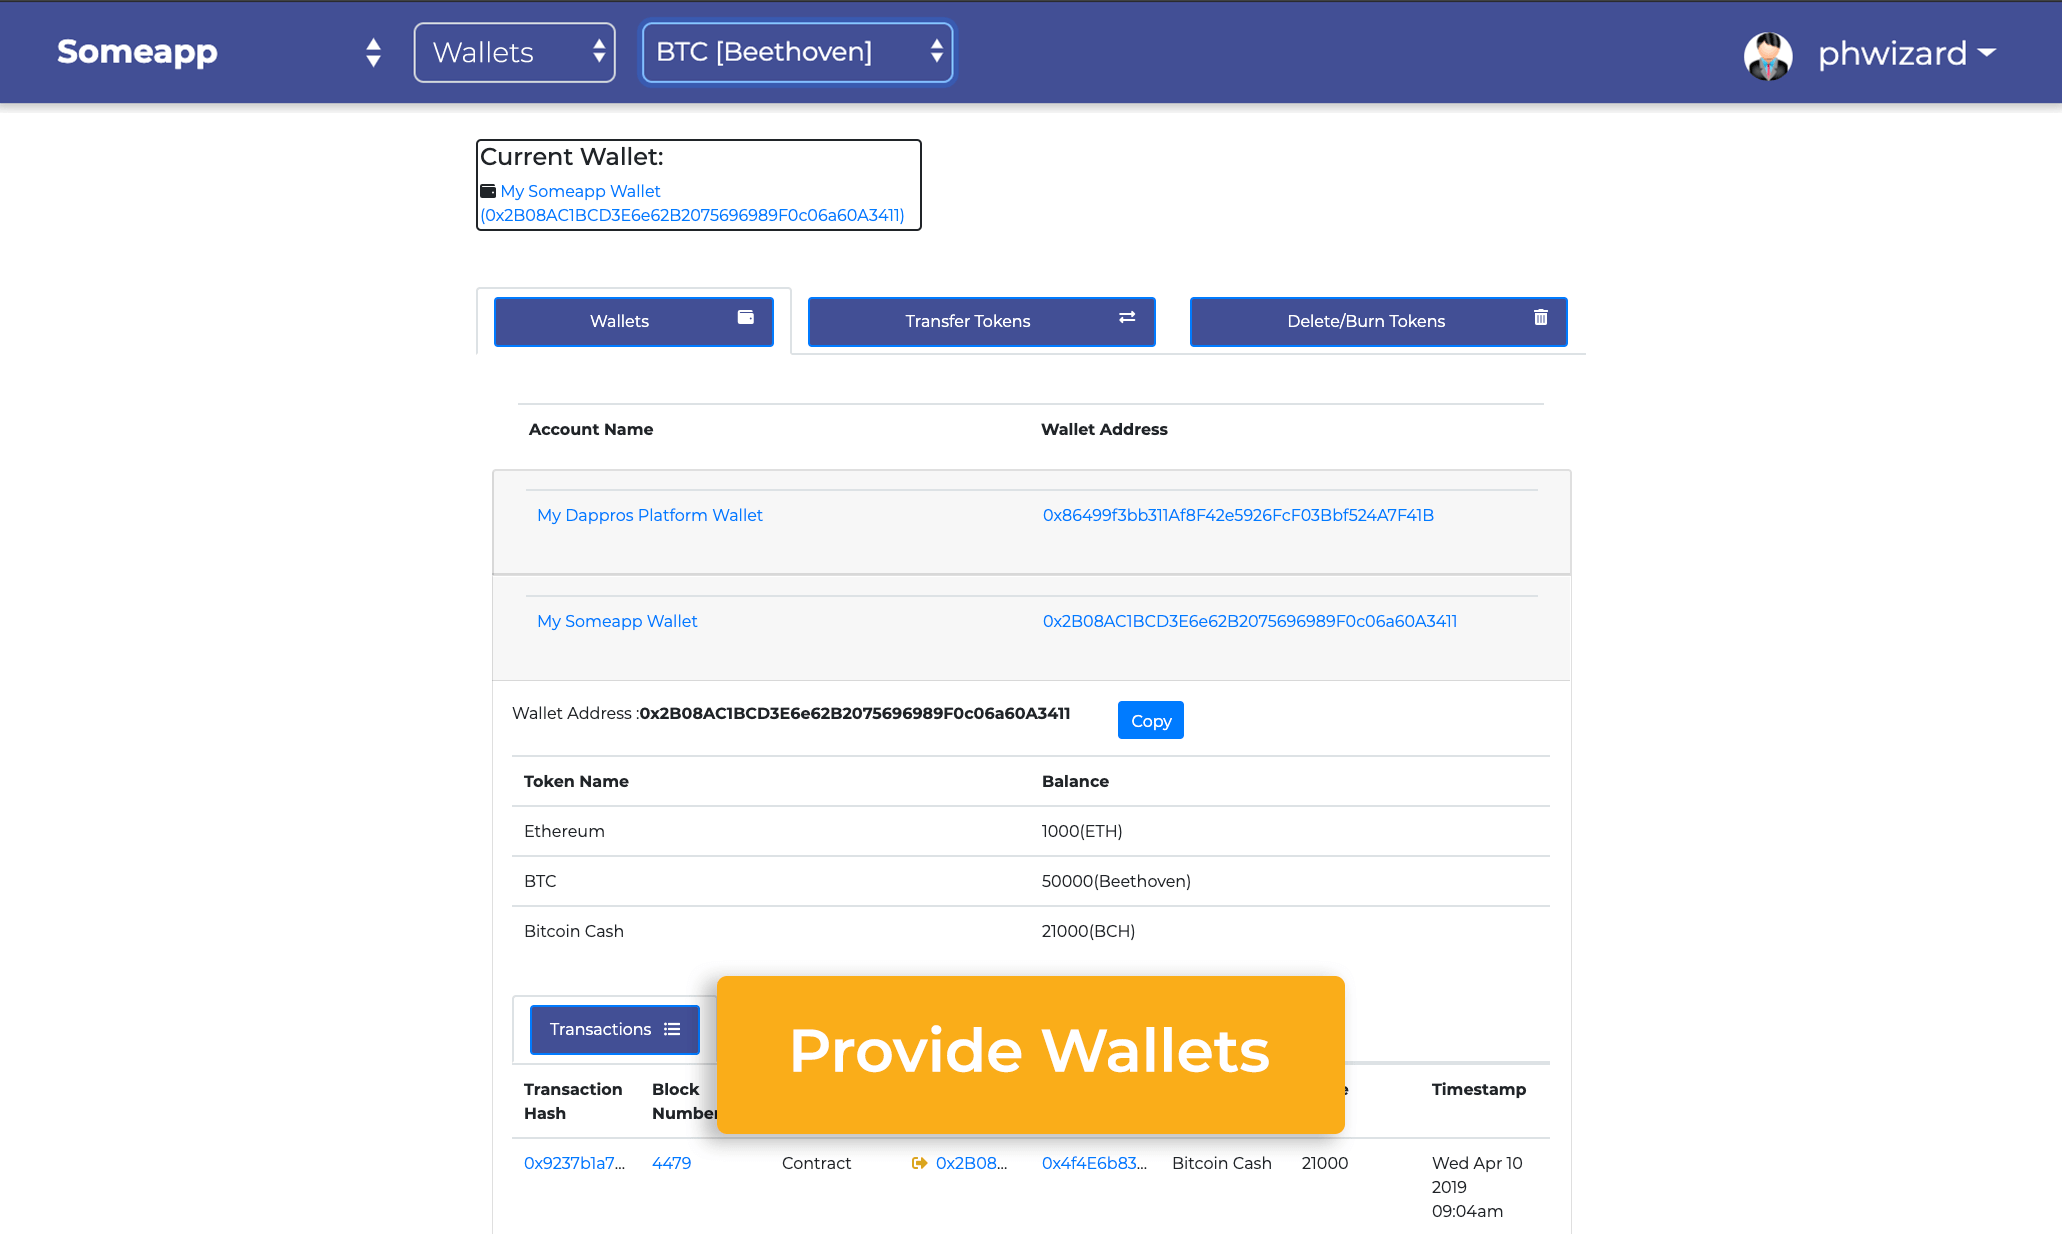 Someapp
Wallets
BTC [Beethoven]
phwizard
Current Wallet:
My Someapp Wallet
(0x2B08AC1BCD3E6e62B2075696989F0c06a60A3411)
Wallets
Transfer Tokens
Delete/Burn Tokens
Account Name Wallet Address
My Dappros Platform Wallet 0x86499f3bb311Af8F42e5926FcF03Bbf524A7F41B
My Someapp Wallet 0x2B08AC1BCD3E6e62B2075696989F0c06a60A3411
Wallet Address :0x2B08AC1BCD3E6e62B2075696989F0c06a60A3411
Copy
Token Name Balance
Ethereum 1000(ETH)
BTC 50000(Beethoven)
Bitcoin Cash 21000(BCH)
Transactions
Provide Wallets
Transaction Block Timestamp
Hash Number
0x9237b1a7... 4479 Contract 0x2B08... 0x4f4E6b83... Bitcoin Cash 21000 Wed Apr 10
2019
09:04am